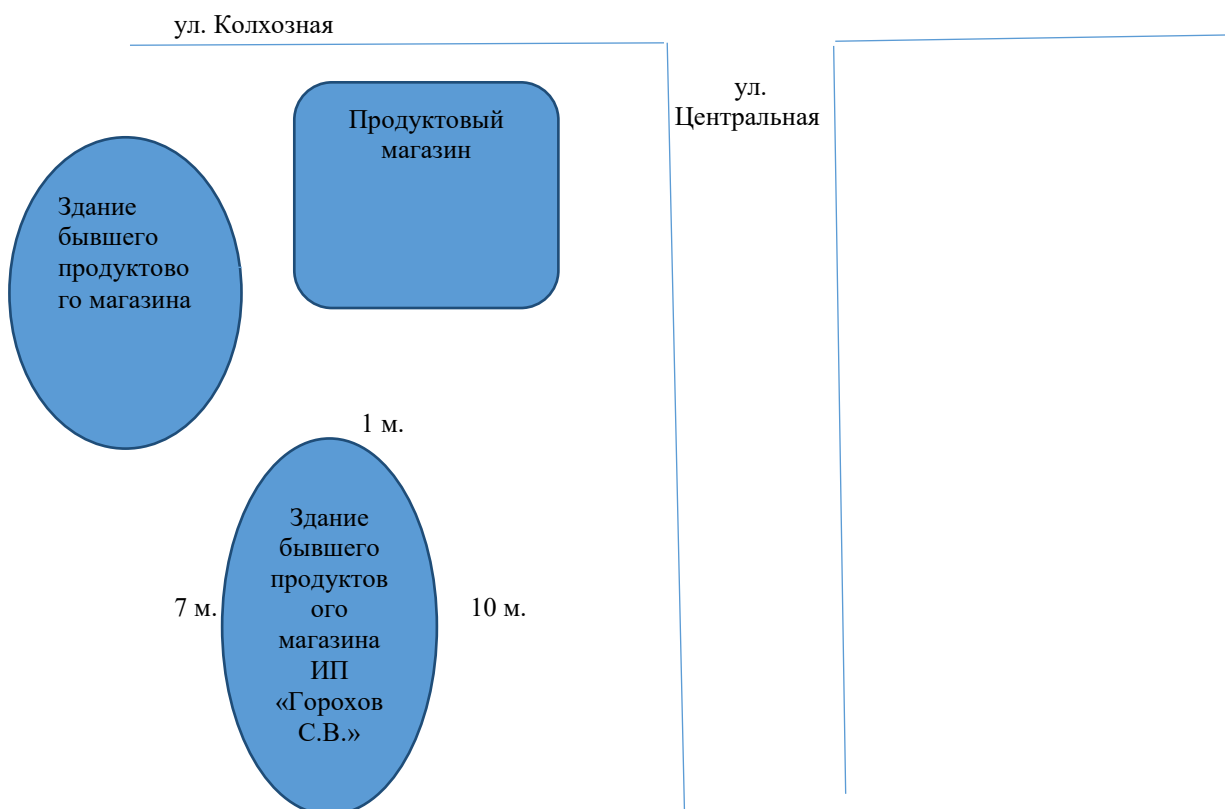 ул. Колхозная
ул.
Центральная
Продуктовый
магазин
Здание
бывшего
продуктово
го магазина
1 м.
Здание
бывшего
продуктов
ого
магазина
ИП
«Горохов
С.В.»
7 м.
10 м.